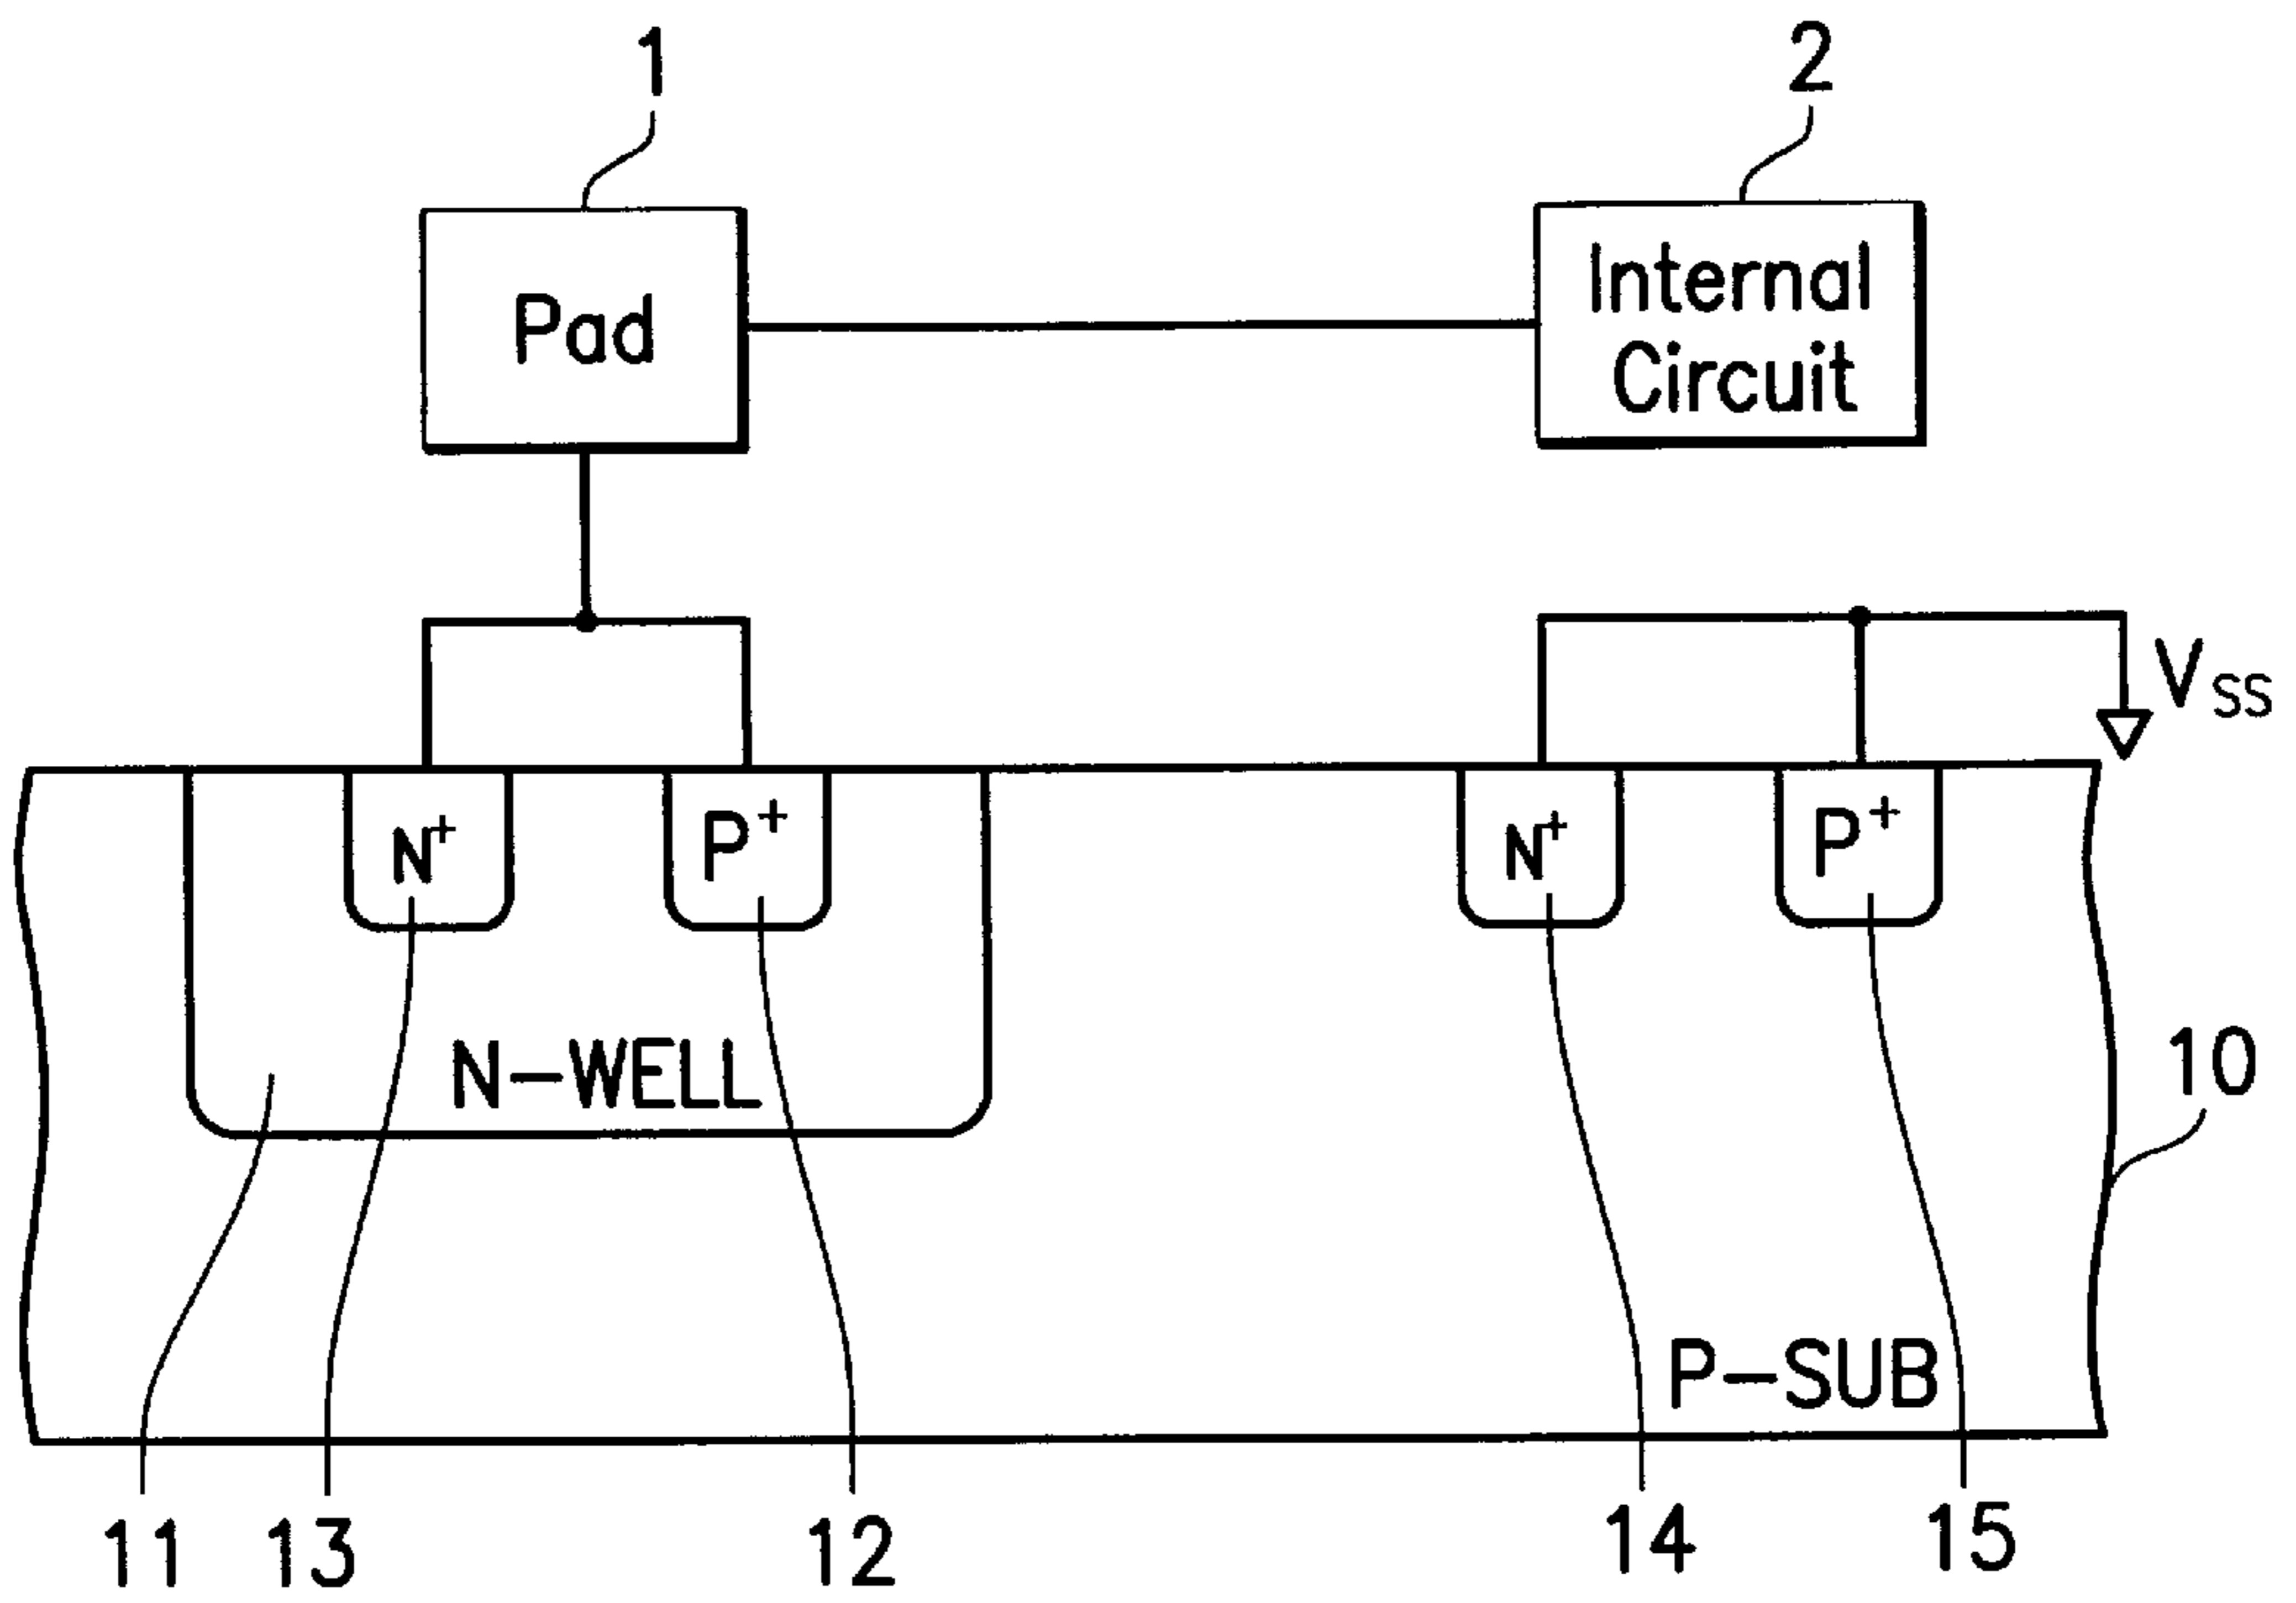 1
2
Pad
Internal
Circuit
VSS
N+
P+
N+
P+
N-WELL
10
P-SUB
11
13
12
14
15